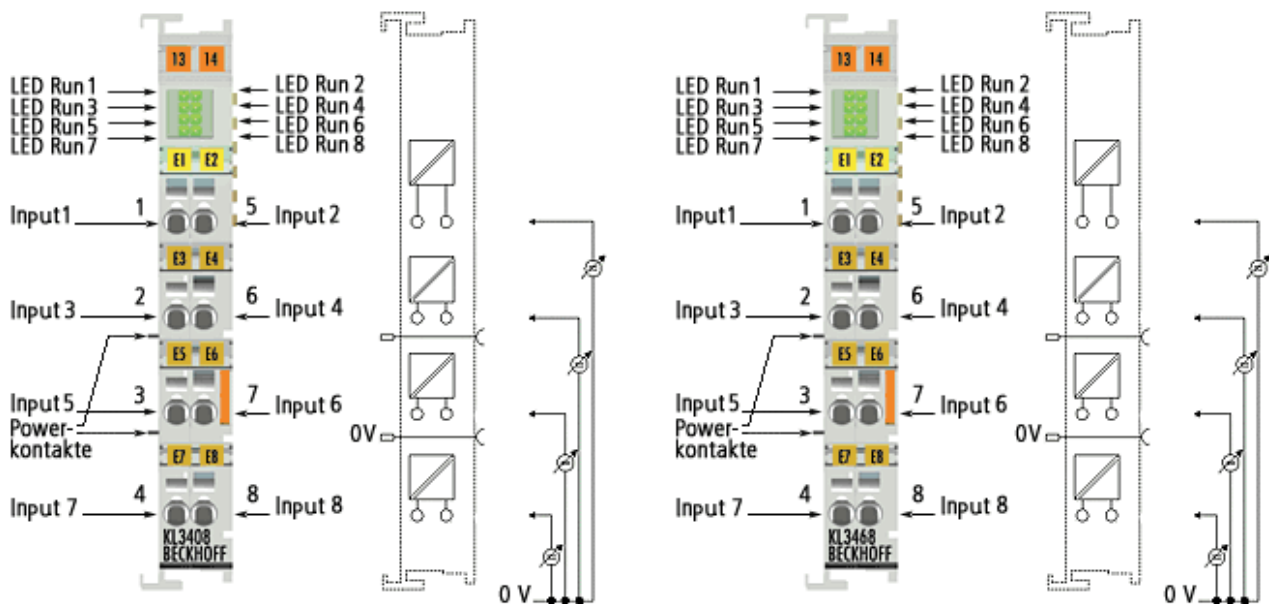 13 14
LED Run 1
LED Run 3
LED Run 5
LED Run 7
LED Run 2
LED Run 4
LED Run 6
LED Run 8
E1 E2
Input1
1
5
Input 2
E3 E4
Input 3
2
6
Input 4
E5 E6
Input 5
3
7
Input 6
Power-
kontakte
0V
E7 E8
Input 7
4
8
Input 8
KL3408
BECKHOFF
0 V
13 14
LED Run 1
LED Run 3
LED Run 5
LED Run 7
LED Run 2
LED Run 4
LED Run 6
LED Run 8
E1 E2
Input1
1
5
Input 2
E3 E4
Input 3
2
6
Input 4
E5 E6
Input 5
3
7
Input 6
Power-
kontakte
0V
E7 E8
Input 7
4
8
Input 8
KL3468
BECKHOFF
0 V